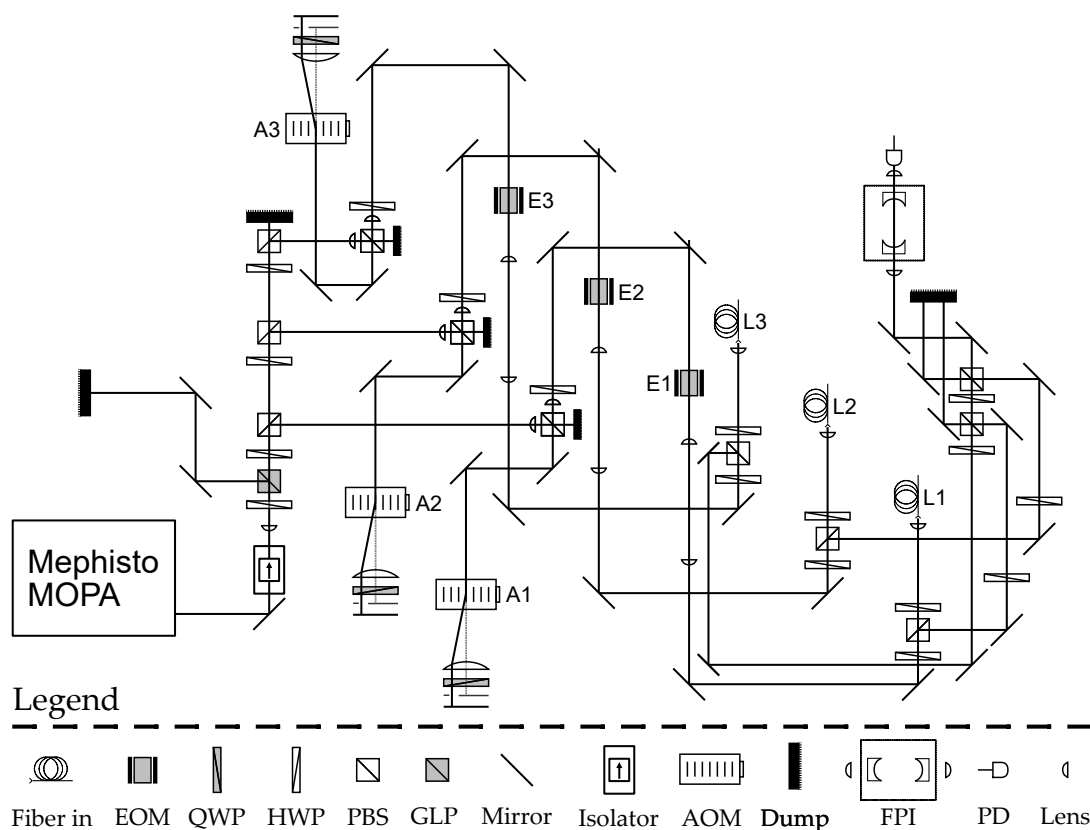 A3
E3
E2
L3
E1
L2
A2
L1
A1
Mephisto
MOPA
Legend
Fiber in EOM QWP HWP PBS GLP Mirror Isolator AOM Dump FPI PD Lens